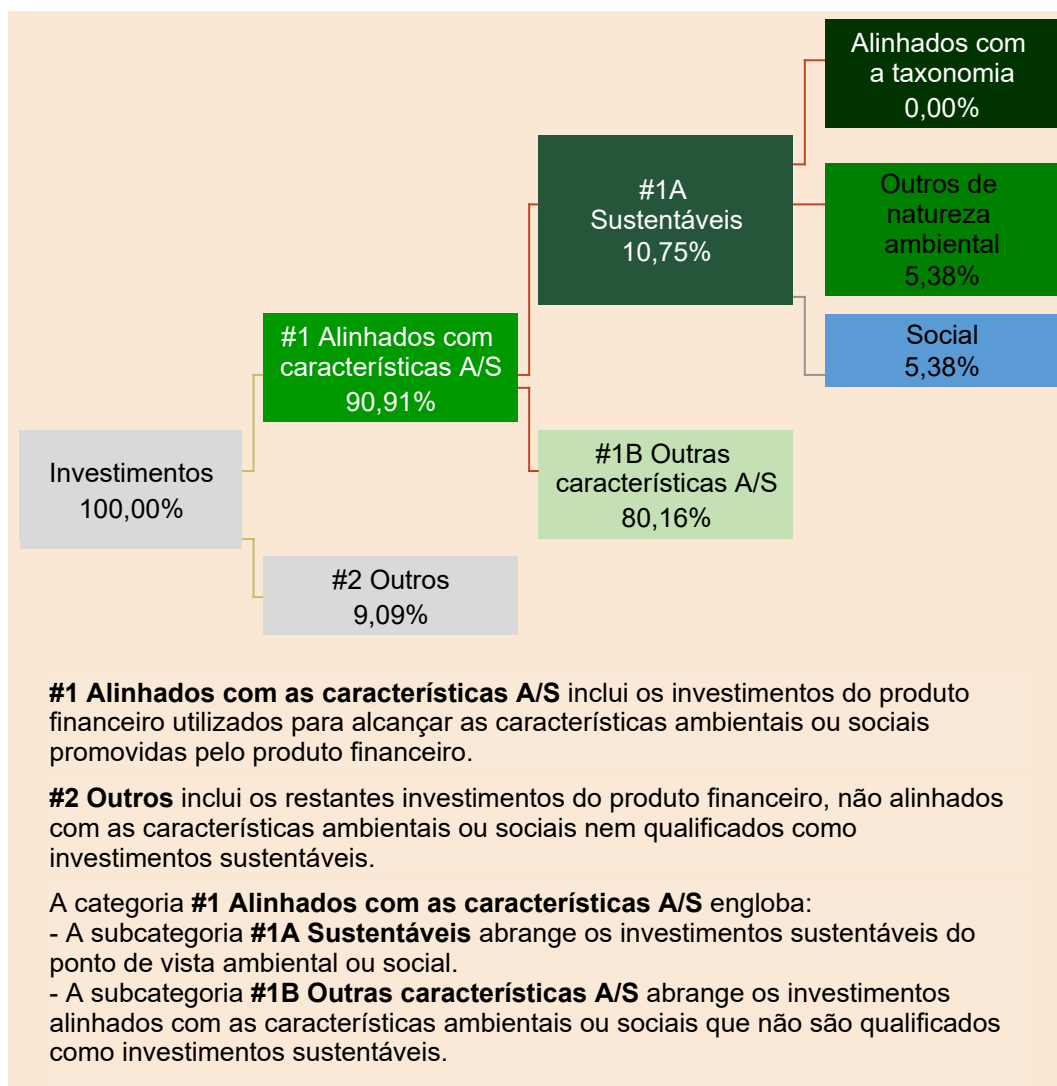 Alinhados com
a taxonomia
0,00%
#1A
Sustentáveis
10,75%
Outros de
natureza
ambiental
5,38%
#1 Alinhados com
características A/S
90,91%
Social
5,38%
Investimentos
100,00%
#1B Outras
características A/S
80,16%
#2 Outros
9,09%
#1 Alinhados com as características A/S inclui os investimentos do produto
financeiro utilizados para alcançar as características ambientais ou sociais
promovidas pelo produto financeiro.
#2 Outros inclui os restantes investimentos do produto financeiro, não alinhados
com as características ambientais ou sociais nem qualificados como
investimentos sustentáveis.
A categoria #1 Alinhados com as características A/S engloba:
- A subcategoria #1A Sustentáveis abrange os investimentos sustentáveis do
ponto de vista ambiental ou social.
- A subcategoria #1B Outras características A/S abrange os investimentos
alinhados com as características ambientais ou sociais que não são qualificados
como investimentos sustentáveis.